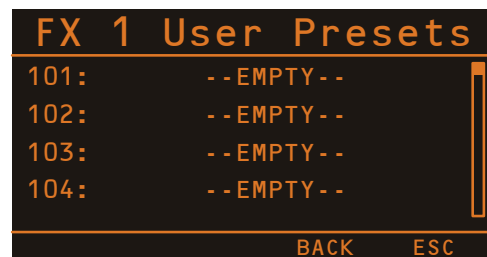 FX 1 User Presets
101: --EMPTY--
102: --EMPTY--
103: --EMPTY--
104: --EMPTY--
BACK ESC